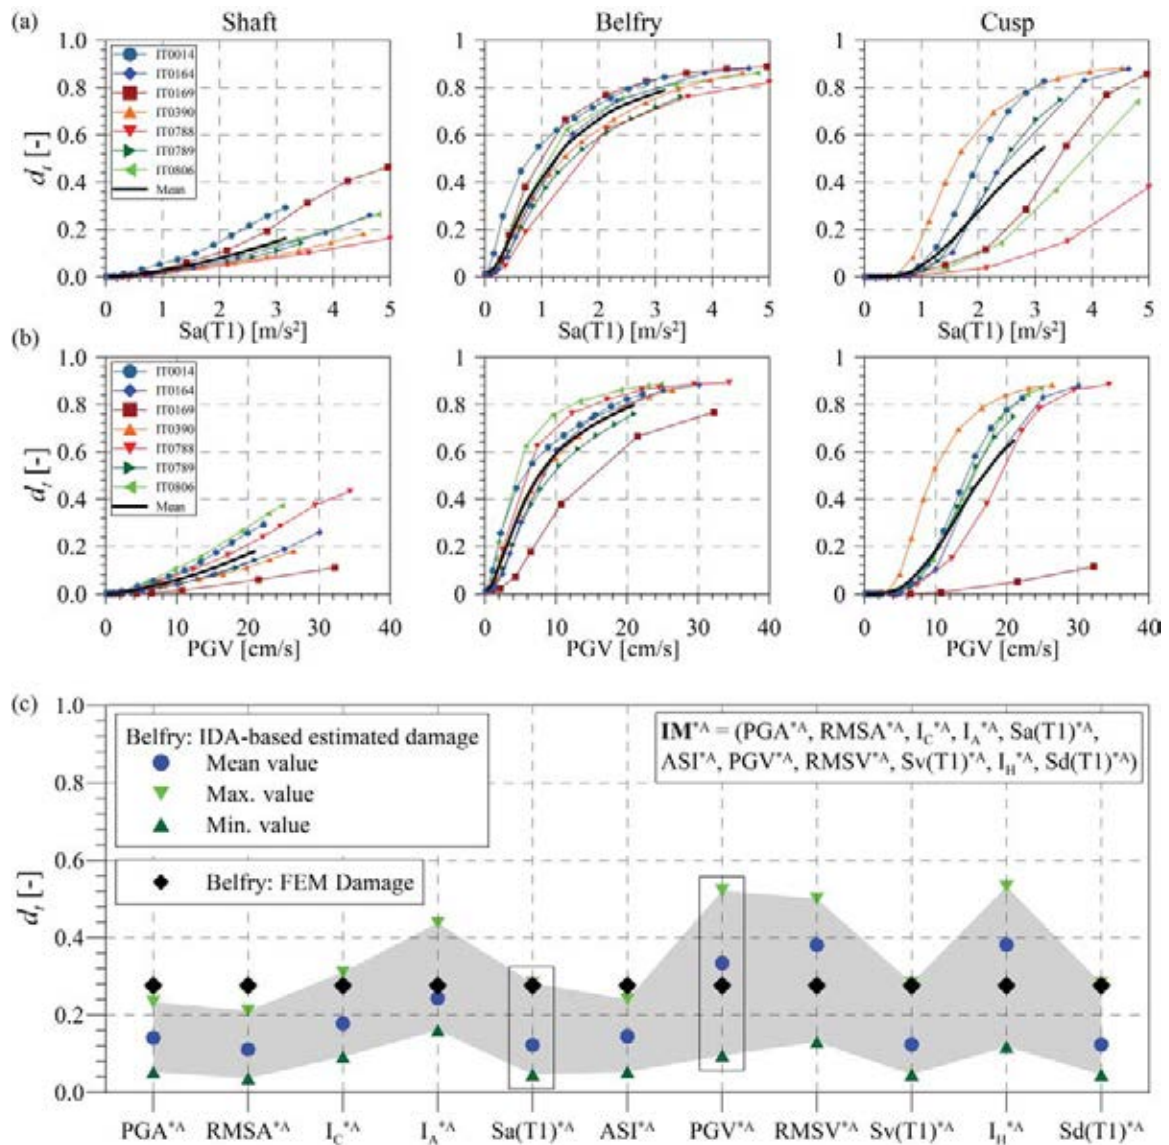 (a) Shaft Belfry Cusp
1.0 1 1
0.8 0.8 0.8
0.6 0.6 0.6
0.4 0.4 0.4
0.2 0.2 0.2
0.0 0 0
d_t [-]
IT0014
IT0164
IT0169
IT0390
IT0788
IT0789
IT0806
Mean
0 1 2 3 4 5 0 1 2 3 4 5 0 1 2 3 4 5
Sa(T1) [m/s²] Sa(T1) [m/s²] Sa(T1) [m/s²]
(b)
1.0 1 1
0.8 0.8 0.8
0.6 0.6 0.6
0.4 0.4 0.4
0.2 0.2 0.2
0.0 0 0
d_t [-]
IT0014
IT0164
IT0169
IT0390
IT0788
IT0789
IT0806
Mean
0 10 20 30 40 0 10 20 30 40 0 10 20 30 40
PGV [cm/s] PGV [cm/s] PGV [cm/s]
(c)
1.0
0.8
0.6
0.4
0.2
0.0
d_t [-]
Belfry: IDA-based estimated damage
Mean value
Max. value
Min. value
Belfry: FEM Damage
IM*A = (PGA*A, RMSA*A, I_C*A, I_A*A, Sa(T1)*A,
ASI*A, PGV*A, RMSV*A, Sv(T1)*A, I_H*A, Sd(T1)*A)
PGA*A RMSA*A I_C*A I_A*A Sa(T1)*A ASI*A PGV*A RMSV*A Sv(T1)*A I_H*A Sd(T1)*A